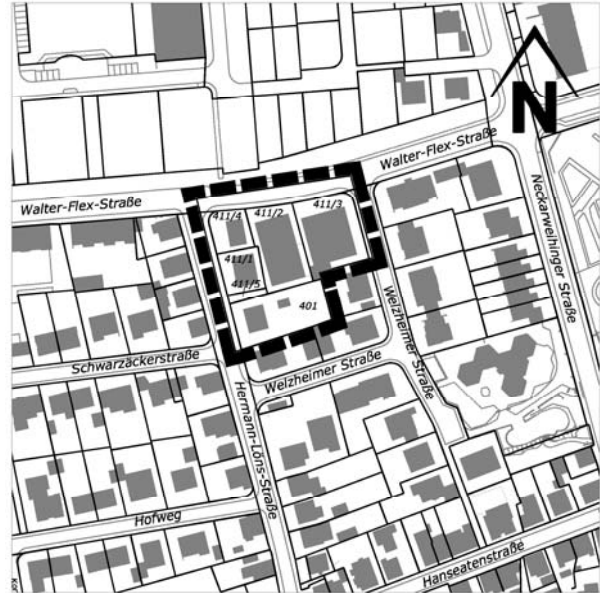 N
Walter-Flex-Straße
Walter-Flex-Straße
411/4
411/2
411/3
411/1
411/5
401
Neckarweihinger Straße
Schwarzäckerstraße
Welzheimer Straße
Welzheimer Straße
Hermann-Löns-Straße
Hofweg
Hanseatenstraße